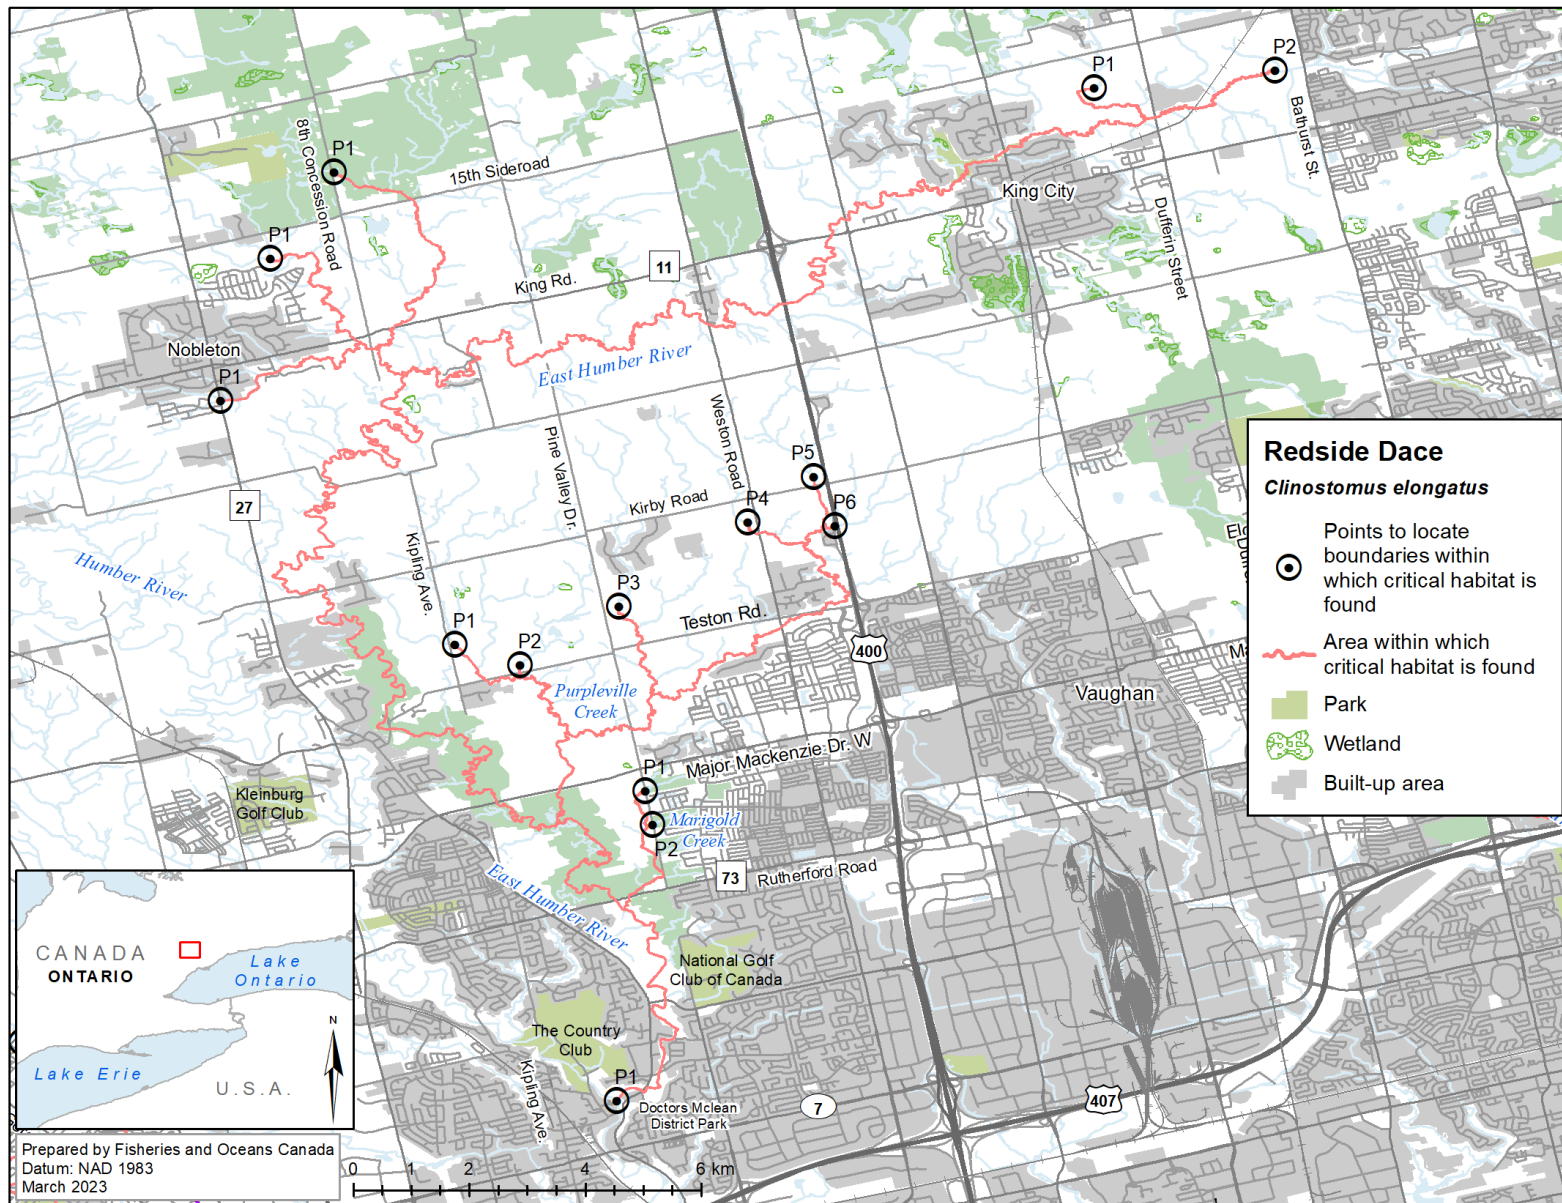 P2
P1
Bathurst St.
8th Concession Road
P1
15th Sideroad
King City
Dufferin Street
P1
11
King Rd.
Nobleton
East Humber River
P1
Weston Road
Pine Valley Dr.
P5
Redside Dace
Clinostomus elongatus
Points to locate
boundaries within
which critical habitat is
found
Area within which
critical habitat is found
Park
Wetland
Built-up area
27
Kirby Road
P4
P6
Humber River
Kipling Ave.
P3
Teston Rd.
P1
P2
400
Purpleville
Creek
Vaughan
Major Mackenzie Dr. W
P1
Kleinburg
Golf Club
Marigold
Creek
P2
73
Rutherford Road
East Humber River
CANADA
ONTARIO
Lake
Ontario
National Golf
Club of Canada
N
The Country
Club
Lake Erie
U.S.A.
Kipling Ave.
P1
Doctors Mclean
District Park
7
407
Prepared by Fisheries and Oceans Canada
Datum: NAD 1983
March 2023
0 2 4 6 km